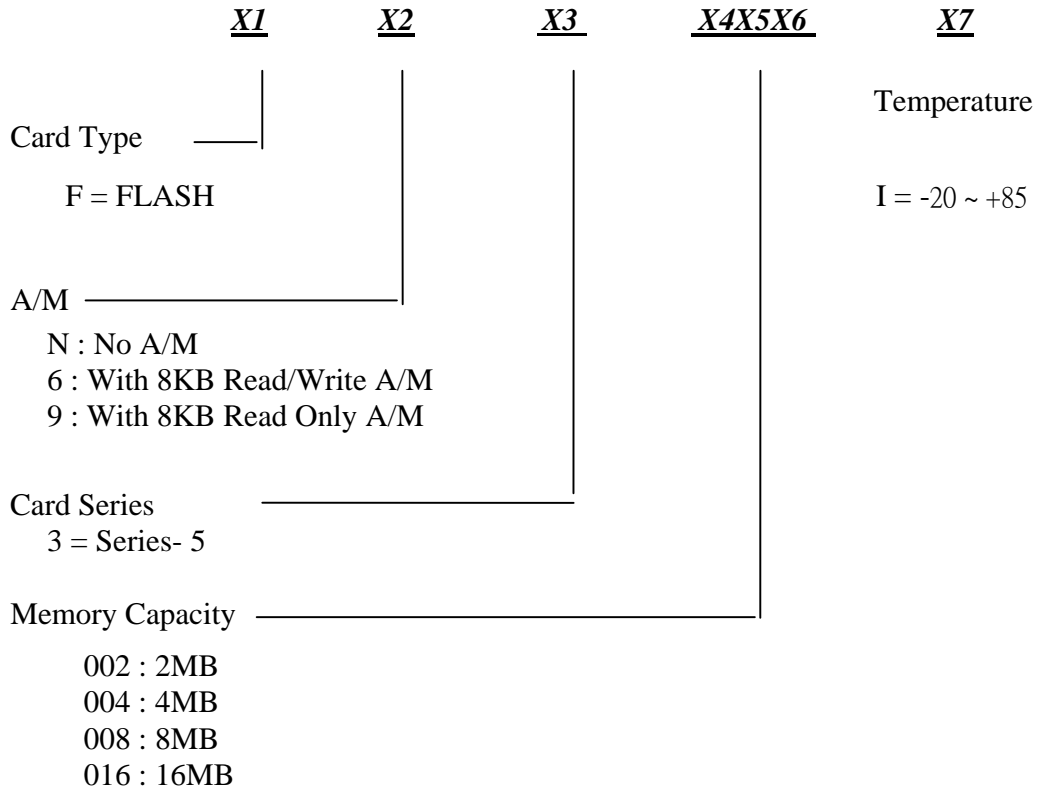 X1 X2 X3 X4X5X6 X7
Temperature
Card Type
F = FLASH
I = -20 ~ +85
A/M
N : No A/M
6 : With 8KB Read/Write A/M
9 : With 8KB Read Only A/M
Card Series
3 = Series- 5
Memory Capacity
002 : 2MB
004 : 4MB
008 : 8MB
016 : 16MB